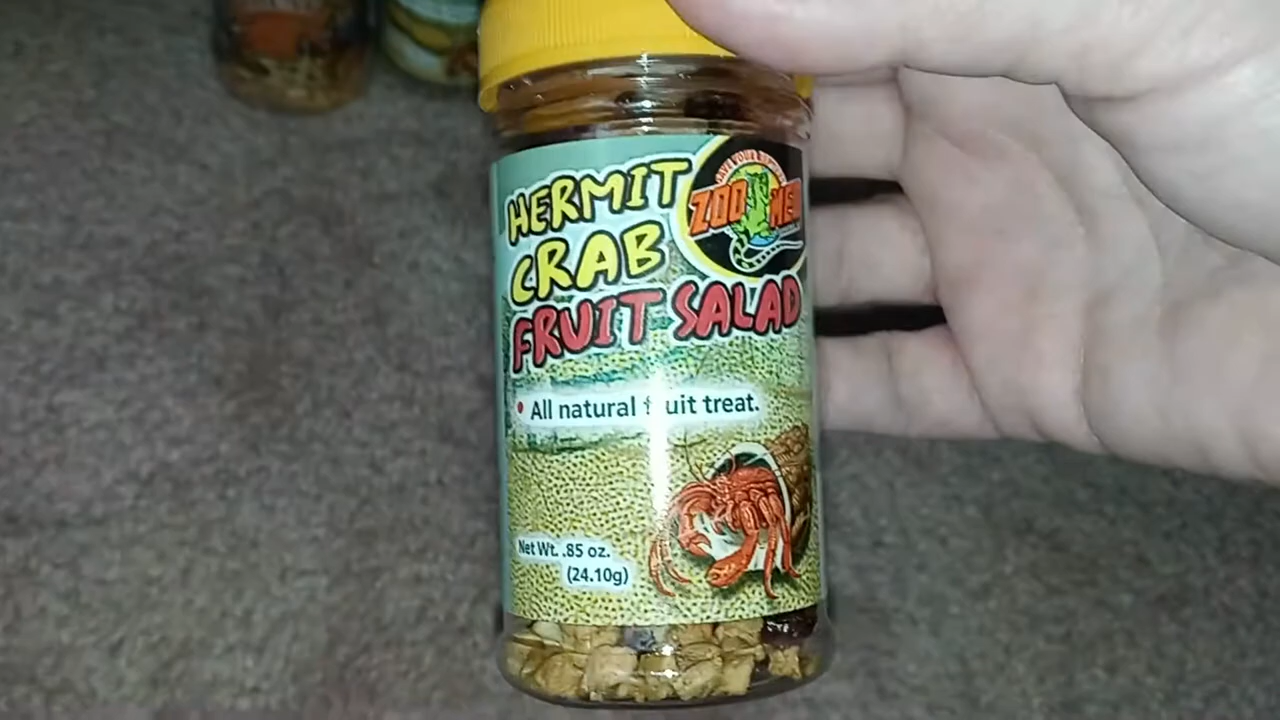 HERMIT
CRAB
FRUIT SALAD
ZOO MED
• All natural fruit treat.
Net Wt. .85 oz.
(24.10g)